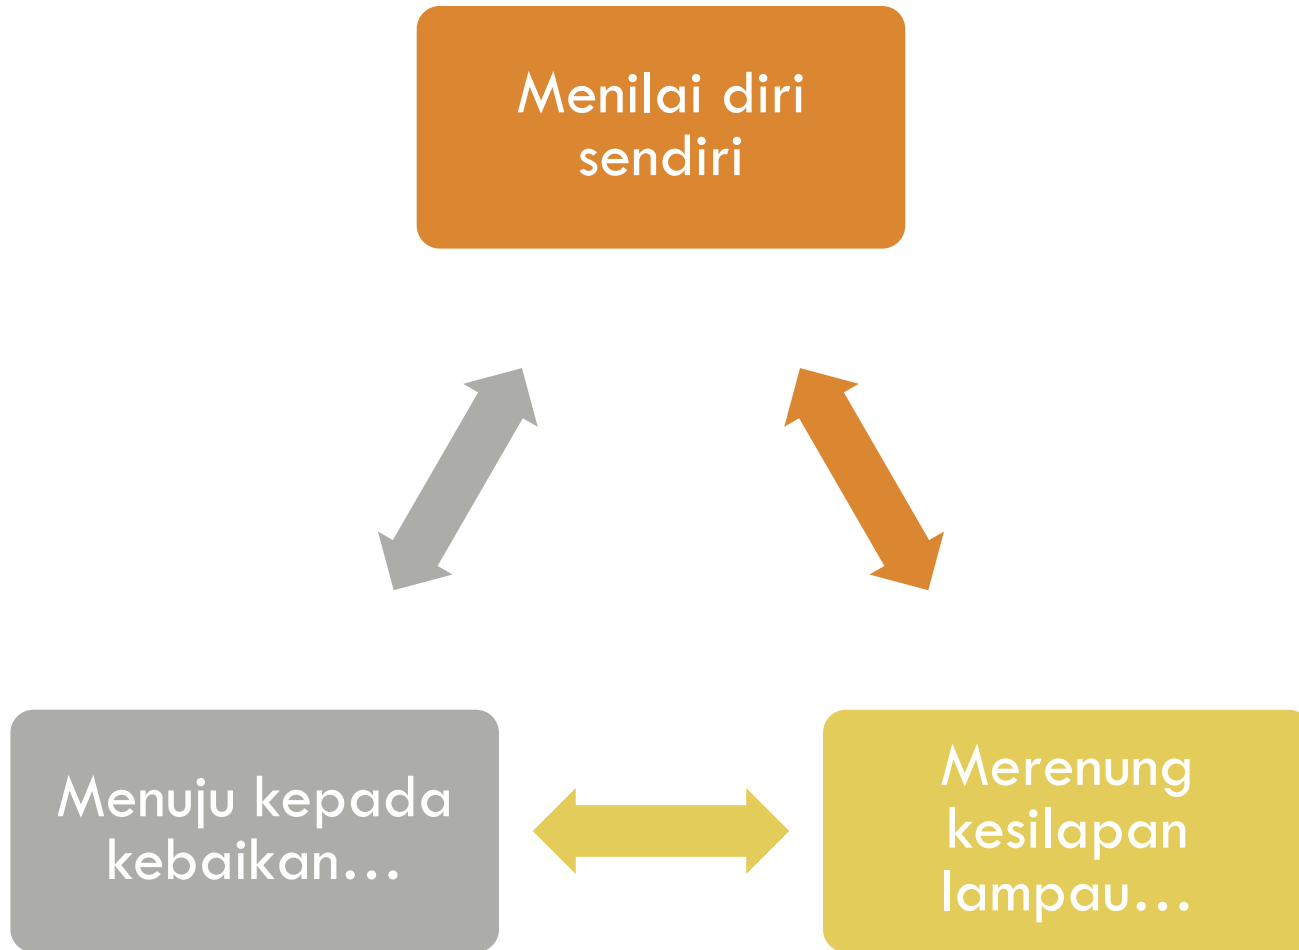 Menilai diri
sendiri
Menuju kepada
kebaikan...
Merenung
kesilapan
lampau...